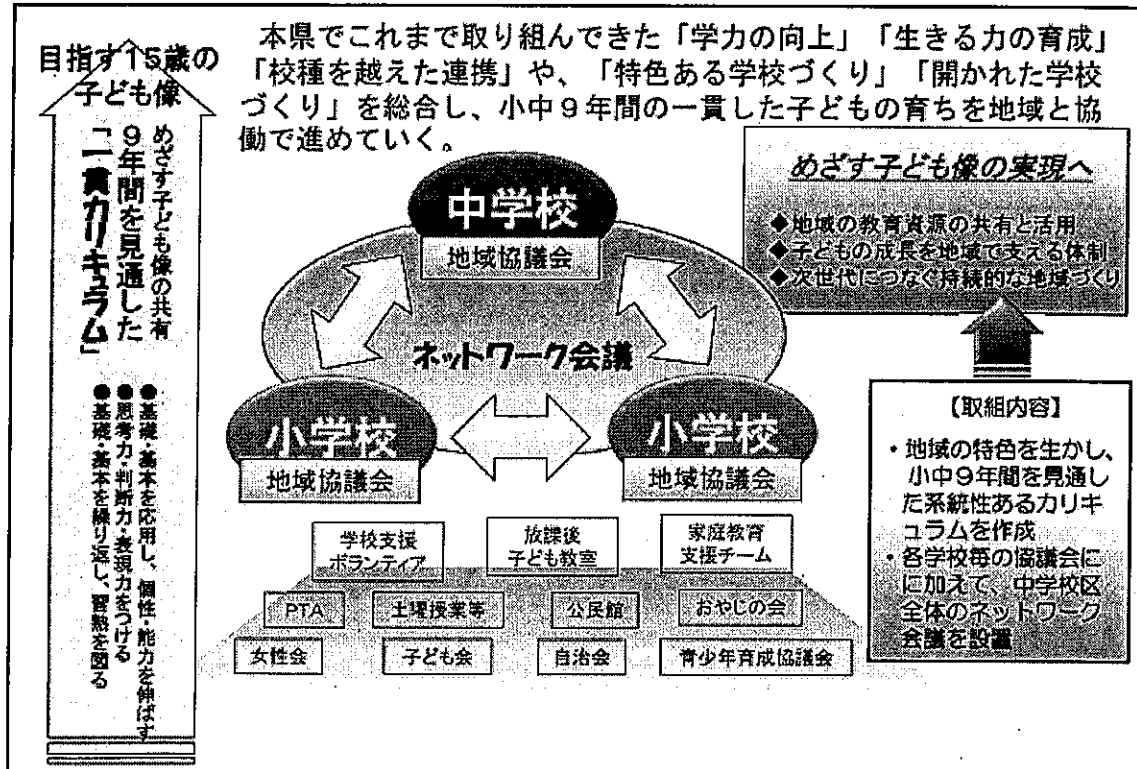 目指す15歳の
子ども像
めざす子ども像の共有
9年間を見通した
「一貫カリキュラム」
●基礎・基本を応用し、個性・能力を伸ばす
●思考力・判断力・表現力をつける
●基礎・基本を繰り返し、習熟を図る
本県でこれまで取り組んできた「学力の向上」「生きる力の育成」
「校種を越えた連携」や、「特色ある学校づくり」「開かれた学校
づくり」を総合し、小中9年間の一貫した子どもの育ちを地域と協
働で進めていく。
中学校
地域協議会
ネットワーク会議
小学校
地域協議会
小学校
地域協議会
学校支援
ボランティア
放課後
子ども教室
家庭教育
支援チーム
PTA
土曜授業等
公民館
おやじの会
女性会
子ども会
自治会
青少年育成協議会
めざす子ども像の実現へ
◆地域の教育資源の共有と活用
◆子どもの成長を地域で支える体制
◆次世代につなぐ持続的な地域づくり
【取組内容】
・地域の特色を生かし、
小中9年間を見通し
た系統性あるカリキ
ュラムを作成
・各学校毎の協議会に
に加えて、中学校区
全体のネットワーク
会議を設置